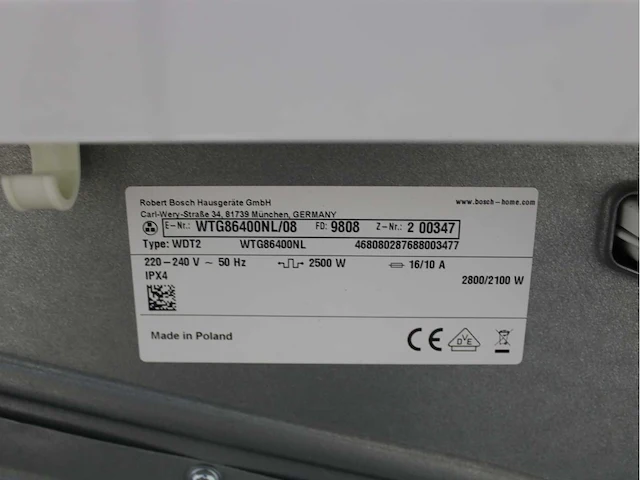 Robert Bosch Hausgeräte GmbH www.bosch-home.com
Carl-Wery-Straße 34, 81739 München, GERMANY
E-Nr.: WTG86400NL/08 FD: 9808 Z-Nr.: 2 00347
Type: WDT2 WTG86400NL 468080287688003477
220-240 V ~ 50 Hz 2500 W 16/10 A
IPX4 2800/2100 W
Made in Poland CE DVE